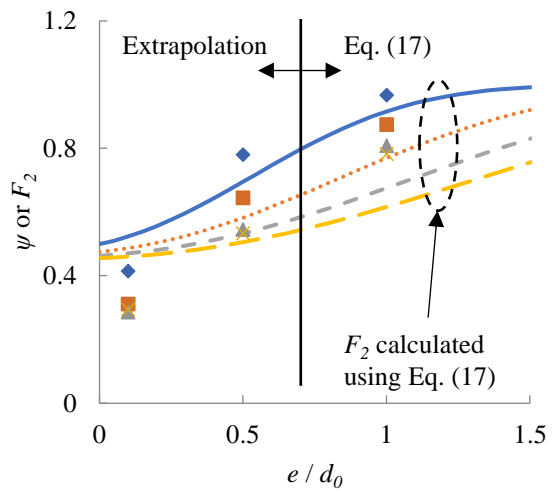 1.2
Extrapolation
Eq. (17)
0.8
ψ or F2
0.4
F2 calculated
using Eq. (17)
0
0
0.5
1
1.5
e / d0